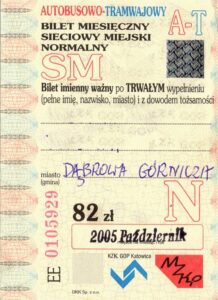 AUTOBUSOWO-TRAMWAJOWY
BILET MIESIĘCZNY
SIECIOWY MIEJSKI
NORMALNY
A-T
SM
Bilet imienny ważny po TRWAŁYM wypełnieniu
(pełne imię, nazwisko, miasto) i z dowodem tożsamości
DĄBROWA GÓRNICZA
miasto
(gmina)
N
82 zł
2005 Październik
EE 0105929
KZK GOP Katowice
MZKP